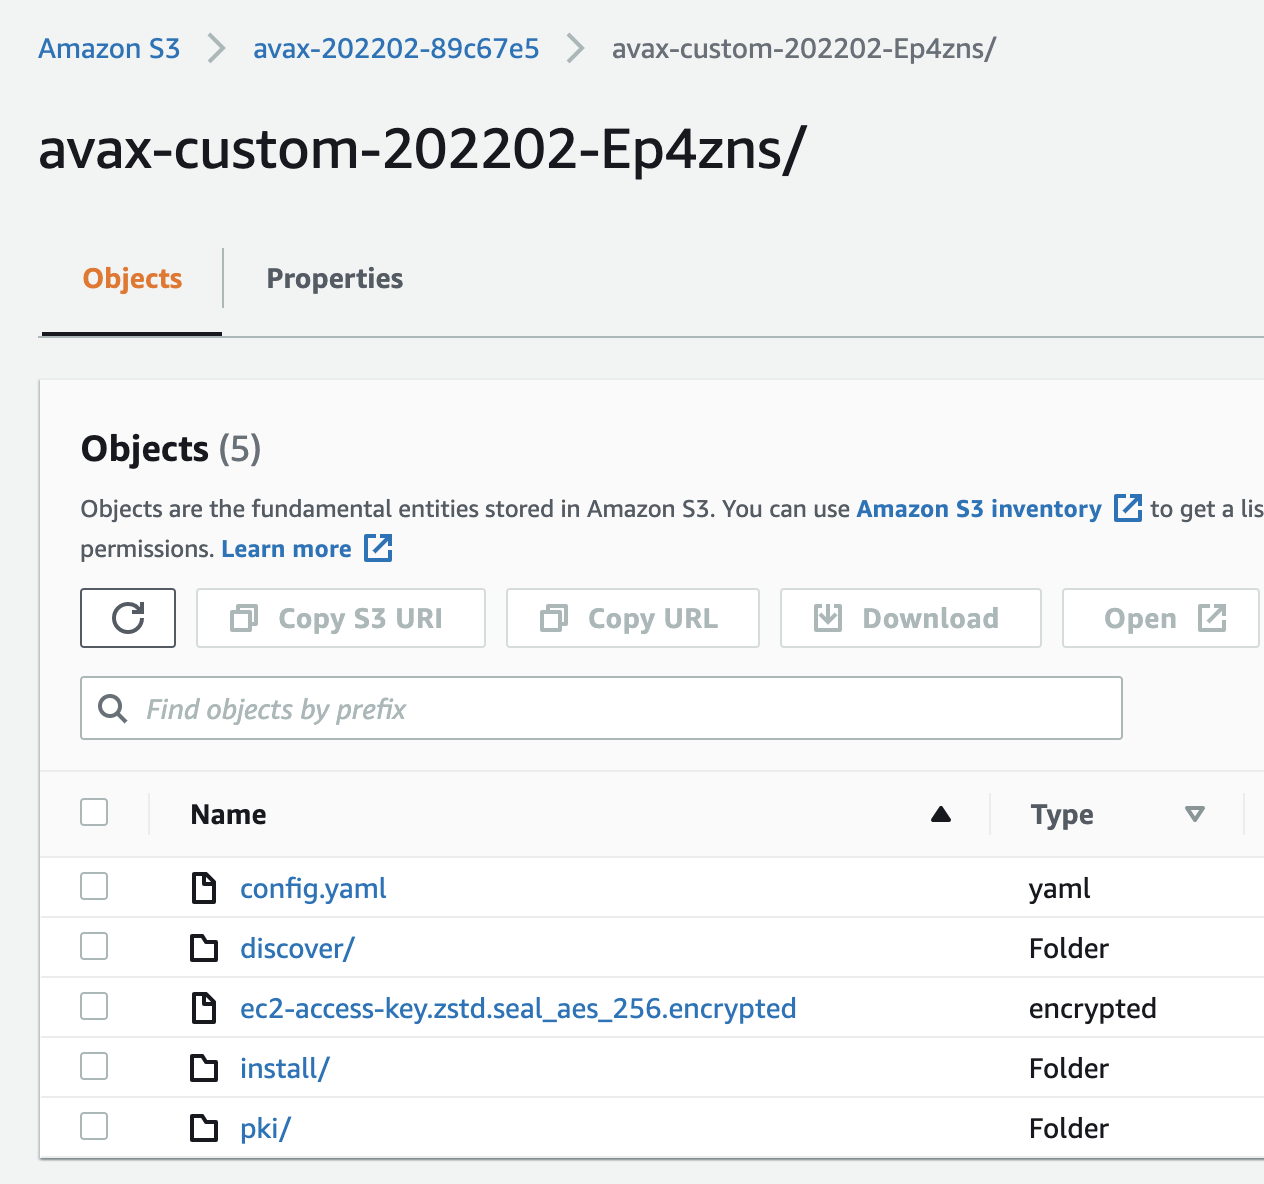 Amazon S3 > avax-202202-89c67e5 > avax-custom-202202-Ep4zns/
avax-custom-202202-Ep4zns/
Objects Properties
Objects (5)
Objects are the fundamental entities stored in Amazon S3. You can use Amazon S3 inventory to get a lis
permissions. Learn more
Copy S3 URI Copy URL Download Open
Find objects by prefix
Name Type
config.yaml yaml
discover/ Folder
ec2-access-key.zstd.seal_aes_256.encrypted encrypted
install/ Folder
pki/ Folder